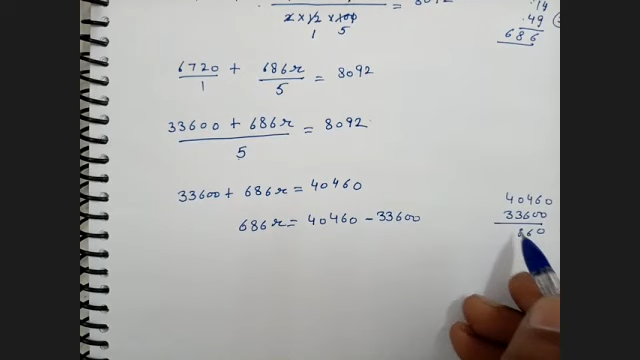 2 x 12 x 100 = 8092
1 5
.14
.49
686
6720/1 + 686r/5 = 8092
33600 + 686r/5 = 8092
33600 + 686r = 40460
686r = 40460 - 33600
40460
33600
860